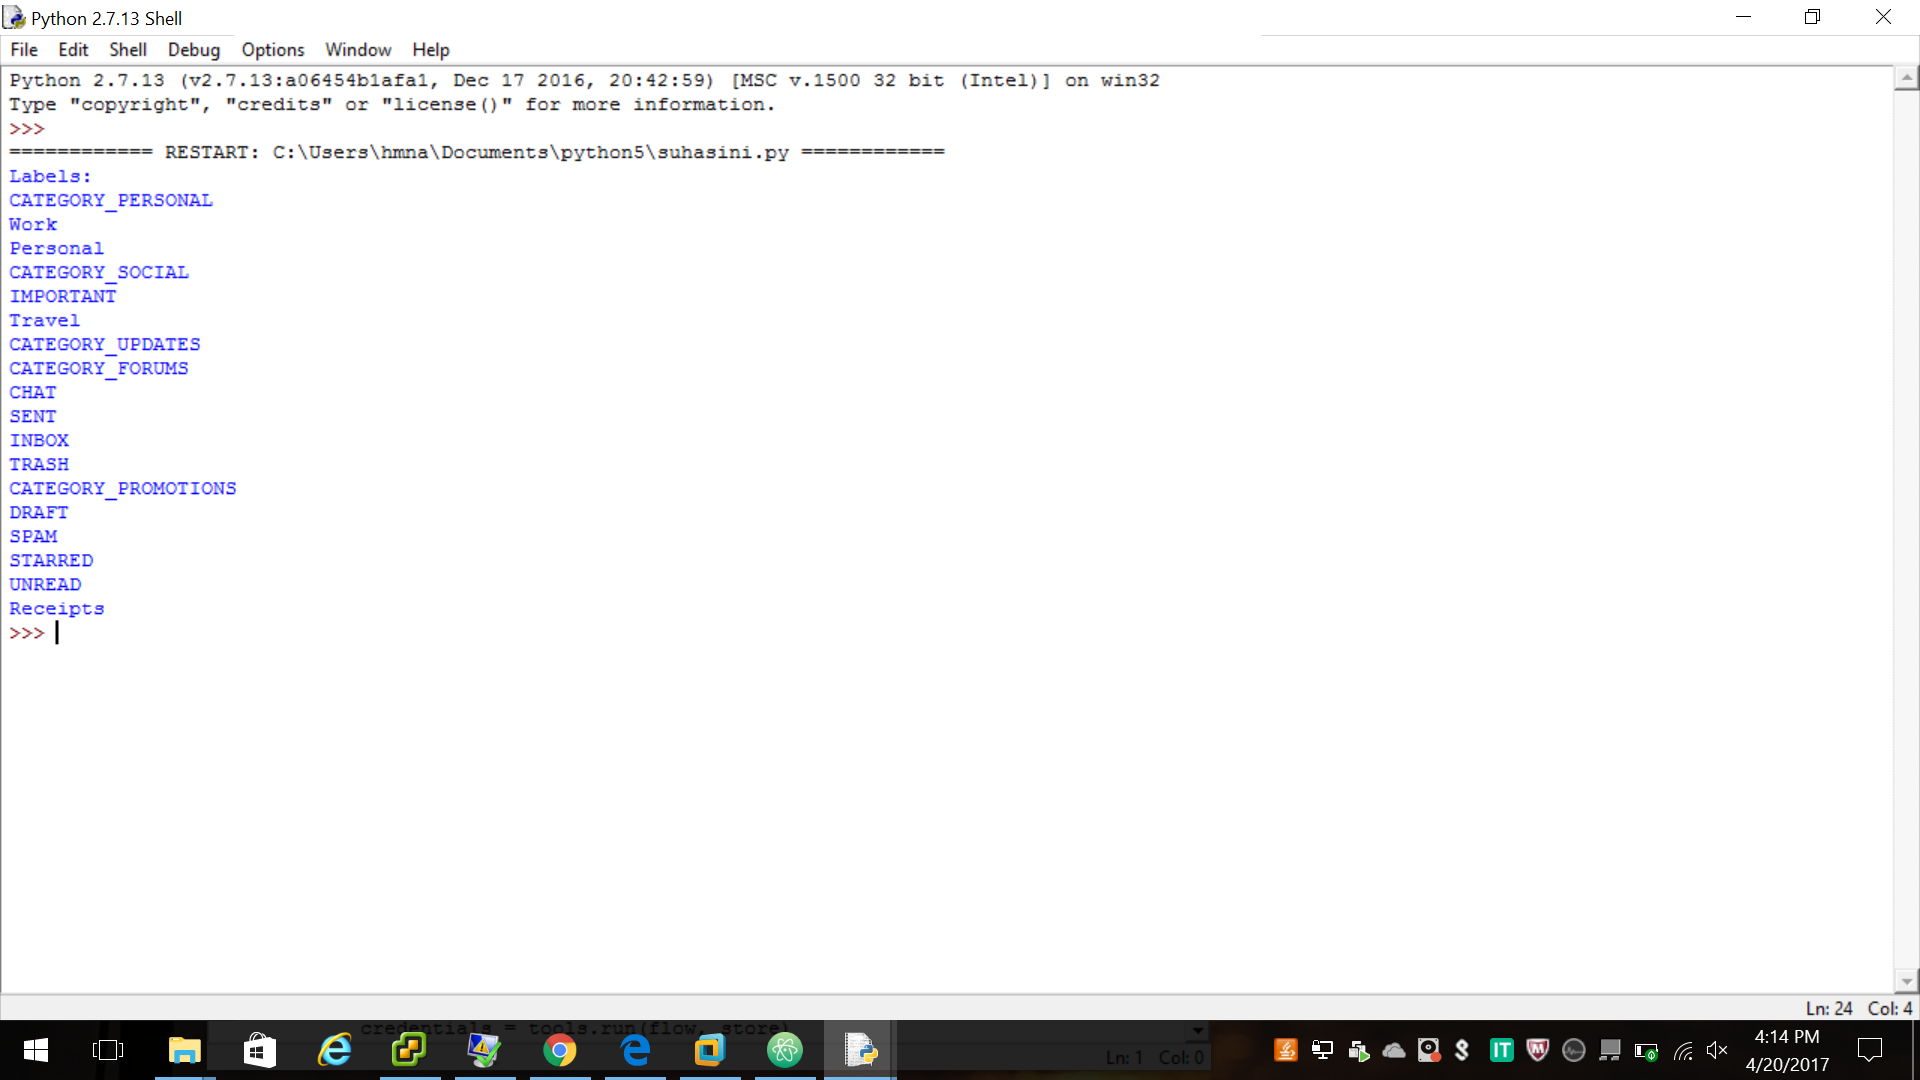 Python 2.7.13 Shell
File Edit Shell Debug Options Window Help
Python 2.7.13 (v2.7.13:a06454b1afa1, Dec 17 2016, 20:42:59) [MSC v.1500 32 bit (Intel)] on win32
Type "copyright", "credits" or "license()" for more information.
>>>
============ RESTART: C:\Users\hmna\Documents\python5\suhasini.py ============
Labels:
CATEGORY_PERSONAL
Work
Personal
CATEGORY_SOCIAL
IMPORTANT
Travel
CATEGORY_UPDATES
CATEGORY_FORUMS
CHAT
SENT
INBOX
TRASH
CATEGORY_PROMOTIONS
DRAFT
SPAM
STARRED
UNREAD
Receipts
>>>
Ln: 24 Col: 4
credentials = tools.run(flow, store)
Ln: 1 Col: 0
IT
4:14 PM
4/20/2017